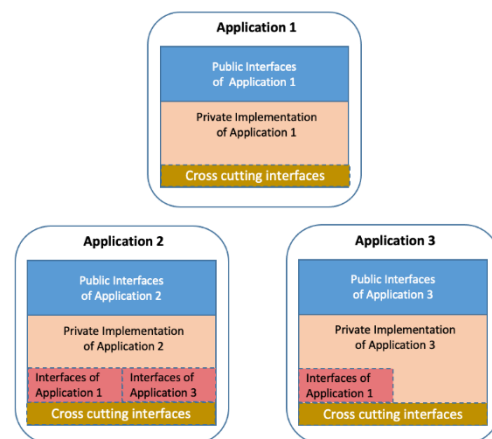 Application 1
Public Interfaces
of Application 1
Private Implementation
of Application 1
Cross cutting interfaces
Application 2
Public Interfaces
of Application 2
Private Implementation
of Application 2
Interfaces of
Application 1
Interfaces of
Application 3
Cross cutting interfaces
Application 3
Public Interfaces
of Application 3
Private Implementation
of Application 3
Interfaces of
Application 1
Cross cutting interfaces